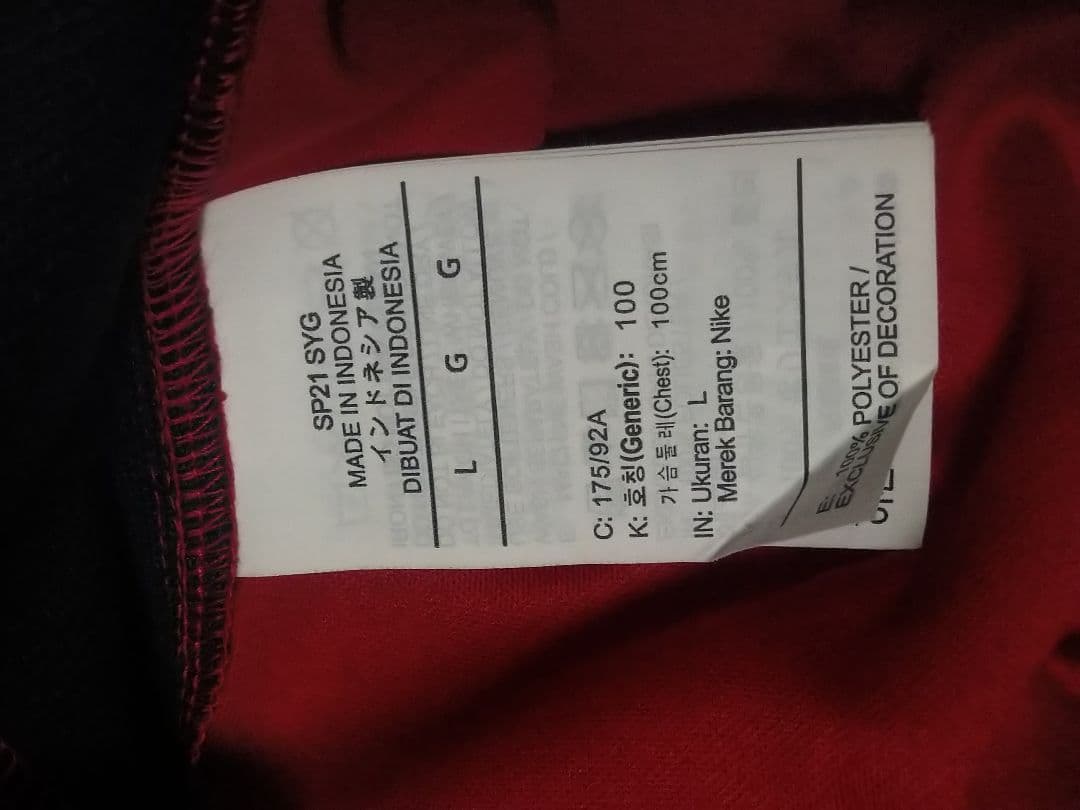 SP21 SYG
MADE IN INDONESIA
インドネシア製
DIBUAT DI INDONESIA
L G G
C: 175/92A
K: 호칭(Generic): 100
가슴둘레(Chest): 100cm
IN: Ukuran: L
Merek Barang: Nike
E: 100% POLYESTER/
EXCLUSIVE OF DECORATION